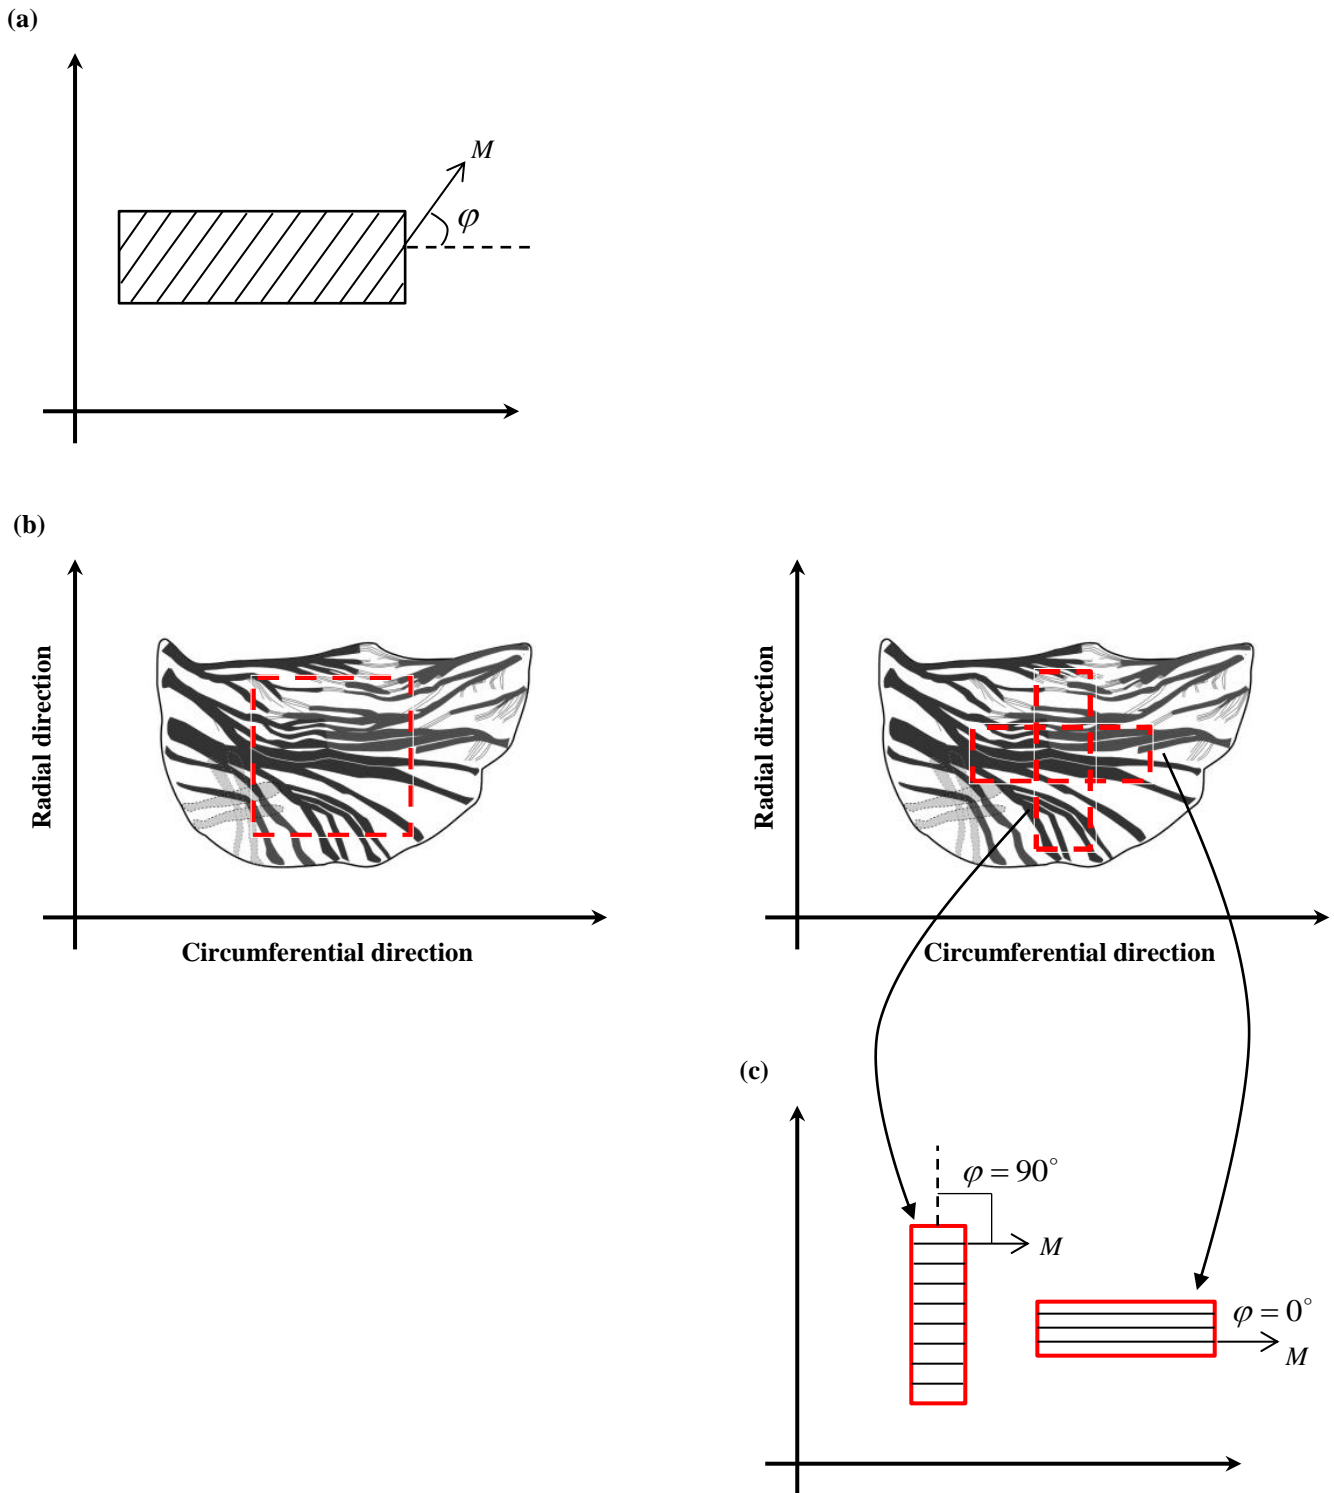 (a)
M
φ
(b)
Radial direction
Circumferential direction
Radial direction
Circumferential direction
(c)
φ = 90°
M
φ = 0°
M